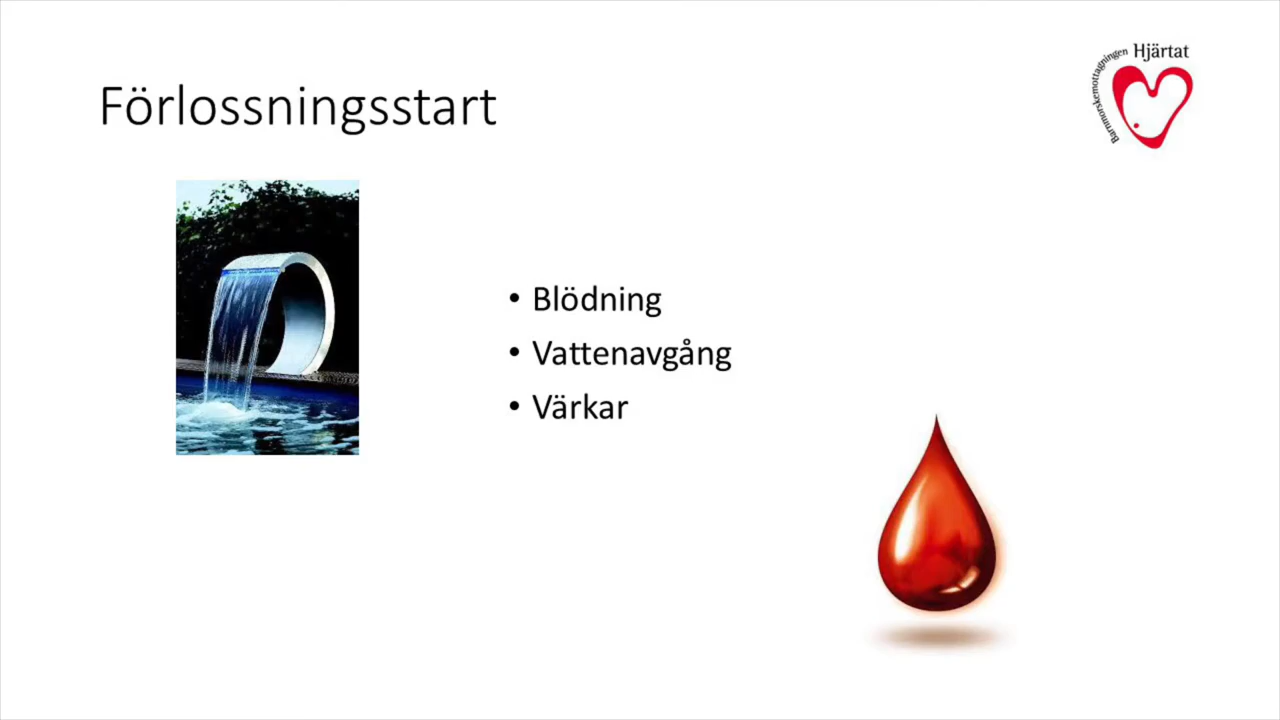 Barnmorskemottagningen Hjärtat
Förlossningsstart
• Blödning
• Vattenavgång
• Värkar